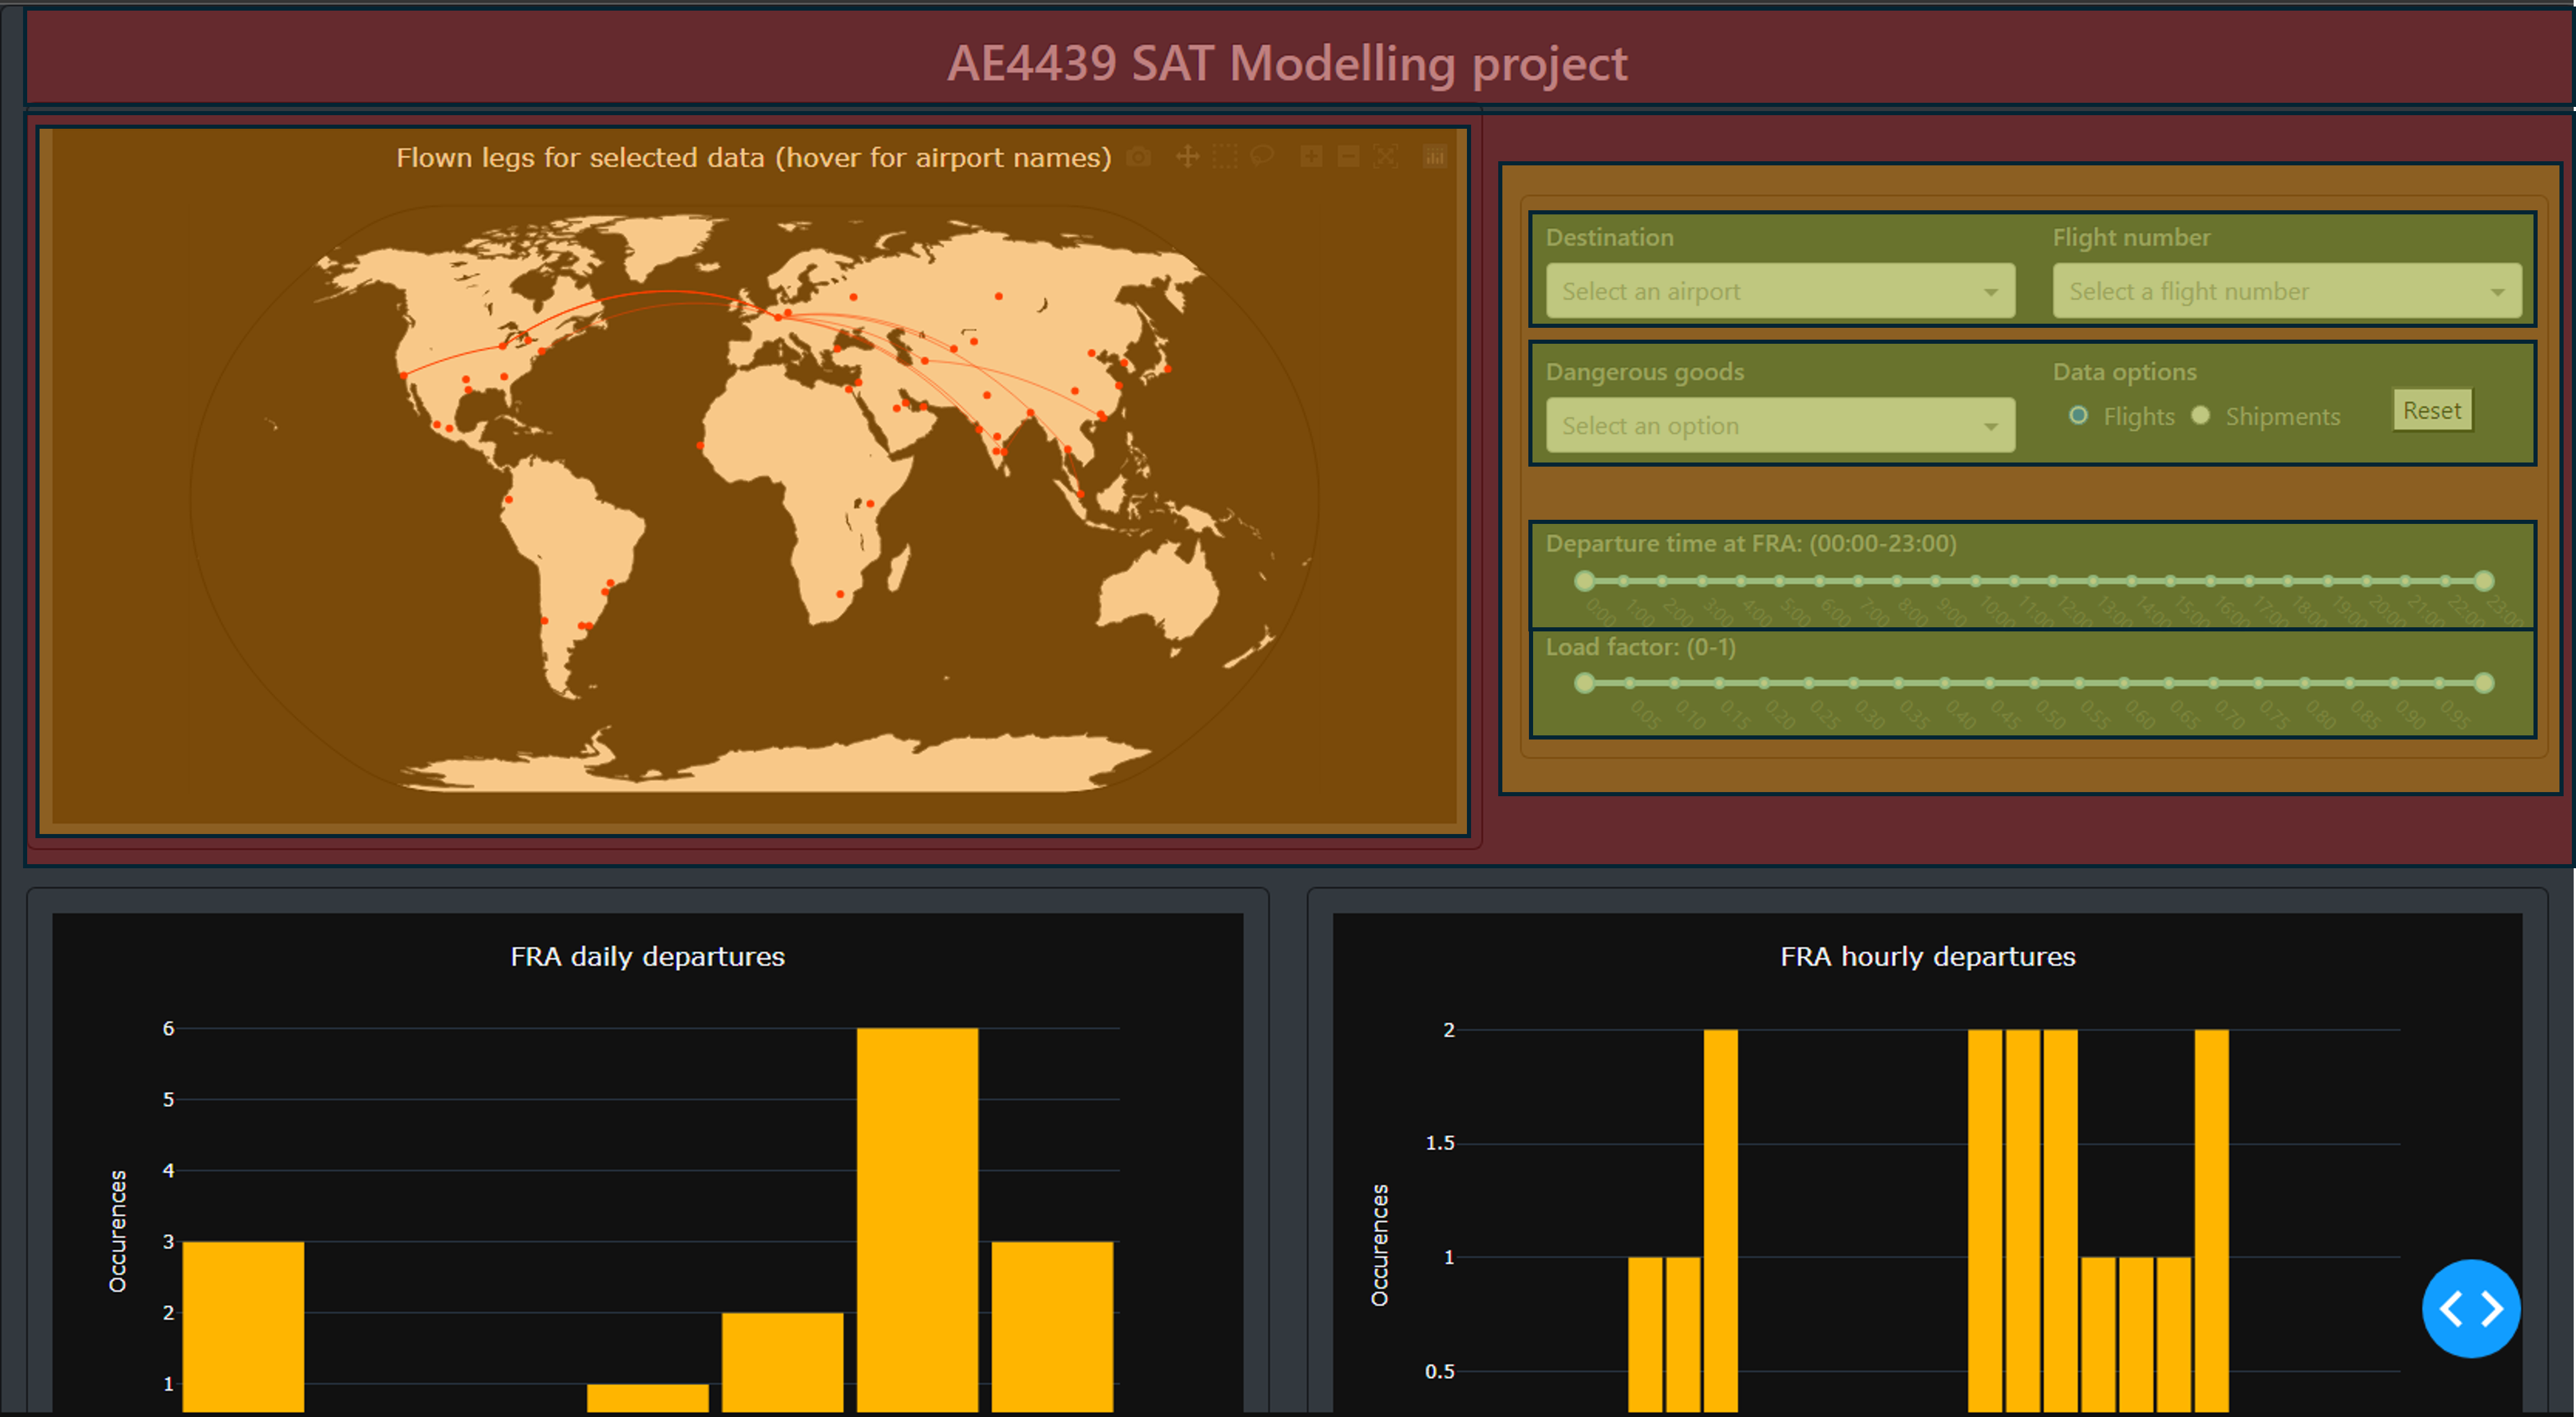 AE4439 SAT Modelling project
Flown legs for selected data (hover for airport names)
Destination
Flight number
Select an airport
Select a flight number
Dangerous goods
Data options
Select an option
Flights
Shipments
Reset
Departure time at FRA: (00:00-23:00)
0:00 1:00 2:00 3:00 4:00 5:00 6:00 7:00 8:00 9:00 10:00 11:00 12:00 13:00 14:00 15:00 16:00 17:00 18:00 19:00 20:00 21:00 22:00 23:00
Load factor: (0-1)
0.05 0.10 0.15 0.20 0.25 0.30 0.35 0.40 0.45 0.50 0.55 0.60 0.65 0.70 0.75 0.80 0.85 0.90 0.95
FRA daily departures
6
5
4
3
2
1
Occurences
FRA hourly departures
2
1.5
1
0.5
Occurences